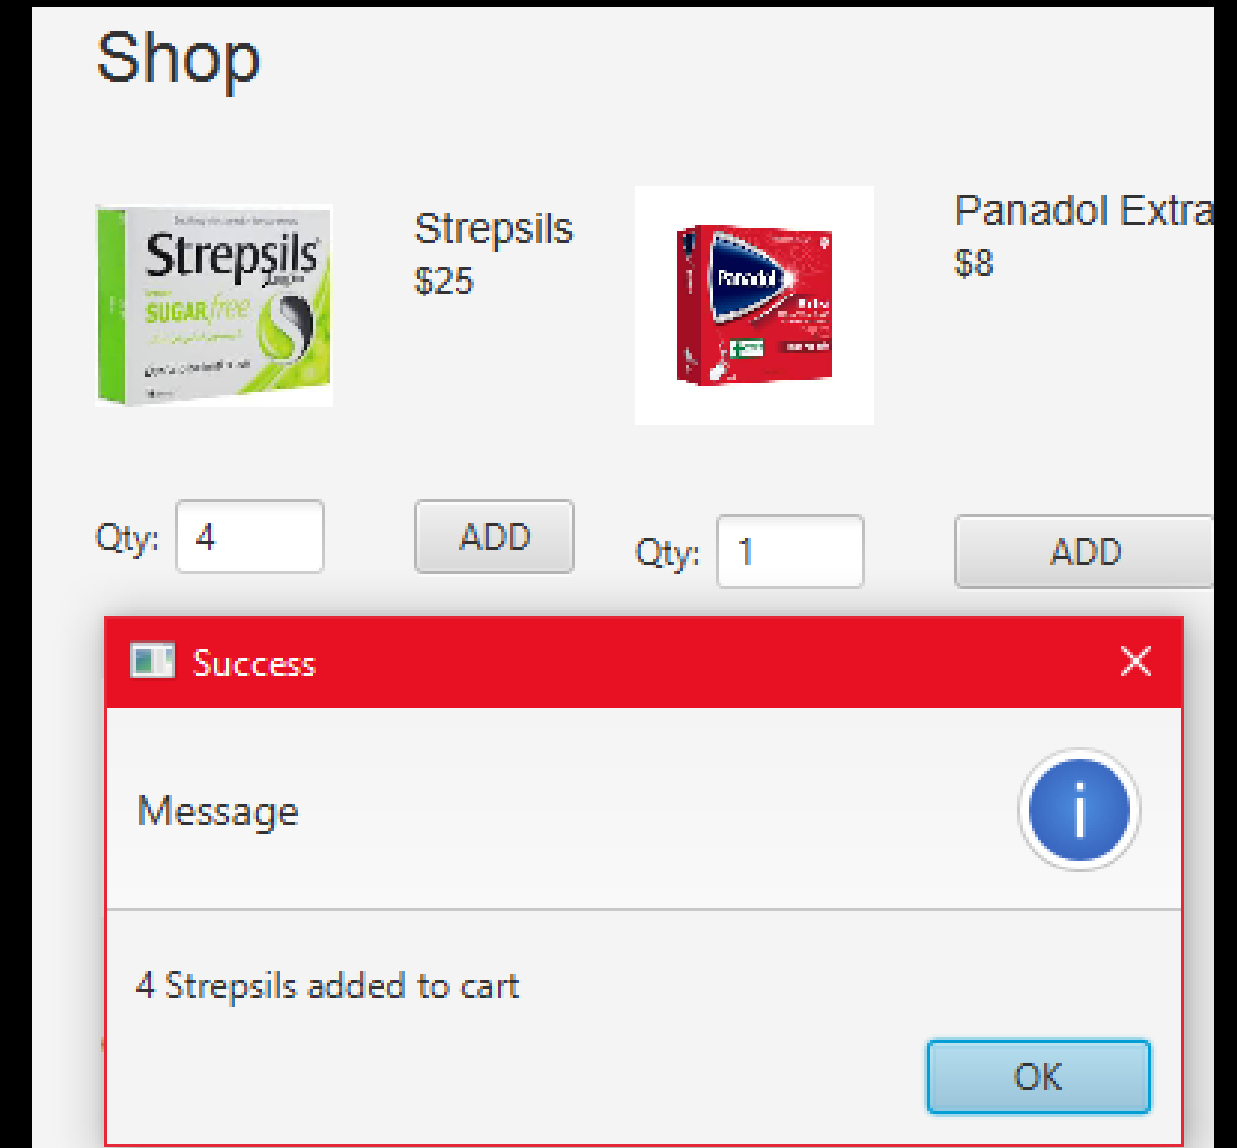 Shop
Strepsils
SUGAR free
Strepsils
$25
Panadol
Extra
Panadol Extra
$8
Qty: 4 ADD
Qty: 1 ADD
Success
Message
i
4 Strepsils added to cart
OK